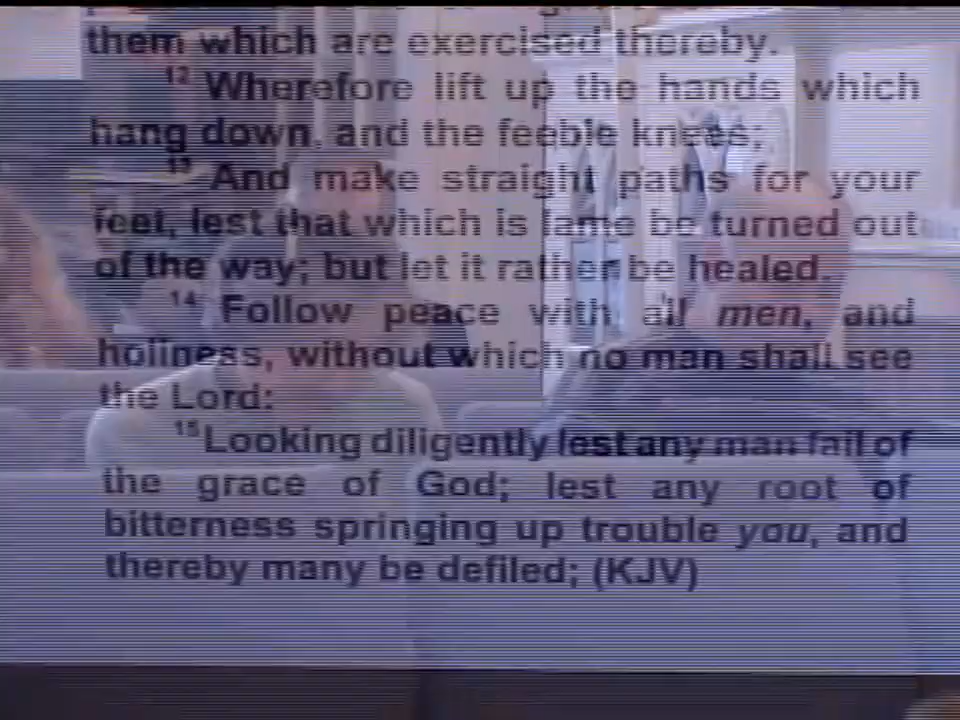 them which are exercised thereby.
12 Wherefore lift up the hands which
hang down, and the feeble knees;
13 And make straight paths for your
feet, lest that which is lame be turned out
of the way; but let it rather be healed.
14 Follow peace with all men, and
holiness, without which no man shall see
the Lord:
15 Looking diligently lest any man fail of
the grace of God; lest any root of
bitterness springing up trouble you, and
thereby many be defiled; (KJV)